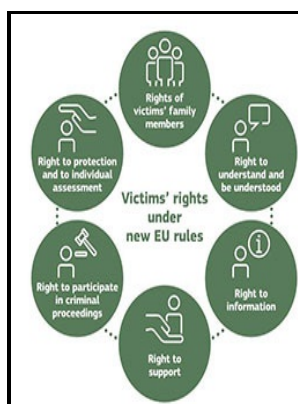 Rights of
victims' family
members
Right to protection
and to individual
assessment
Right to
understand and
be understood
Victims' rights
under
new EU rules
Right to participate
in criminal
proceedings
i
Right to
information
Right to
support